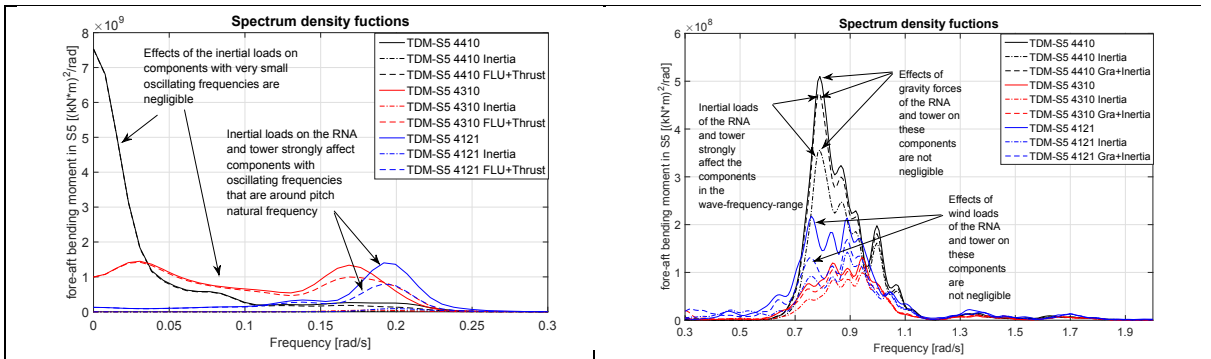 Spectrum density fuctions
×10^9
fore-aft bending moment in S5 [(kN*m)^2/rad]
8
7
6
5
4
3
2
1
0
0
0.05
0.1
0.15
0.2
0.25
0.3
Frequency [rad/s]
Effects of the inertial loads on
components with very small
oscillating frequencies are
negligible
Inertial loads on the RNA
and tower strongly affect
components with
oscillating frequencies
that are around pitch
natural frequency
TDM-S5 4410
TDM-S5 4410 Inertia
TDM-S5 4410 FLU+Thrust
TDM-S5 4310
TDM-S5 4310 Inertia
TDM-S5 4310 FLU+Thrust
TDM-S5 4121
TDM-S5 4121 Inertia
TDM-S5 4121 FLU+Thrust
Spectrum density fuctions
×10^8
fore-aft bending moment in S5 [(kN*m)^2/rad]
6
5
4
3
2
1
0
0.3
0.5
0.7
0.9
1.1
1.3
1.5
1.7
1.9
Frequency [rad/s]
Inertial loads
of the RNA
and tower
strongly
affect the
components
in the
wave-frequency-range
Effects of
gravity forces
of the RNA
and tower on
these
components
are not
negligible
Effects of
wind loads of
the RNA
and tower on
these
components
are
not negligible
TDM-S5 4410
TDM-S5 4410 Inertia
TDM-S5 4410 Gra+Inertia
TDM-S5 4310
TDM-S5 4310 Inertia
TDM-S5 4310 Gra+Inertia
TDM-S5 4121
TDM-S5 4121 Inertia
TDM-S5 4121 Gra+Inertia